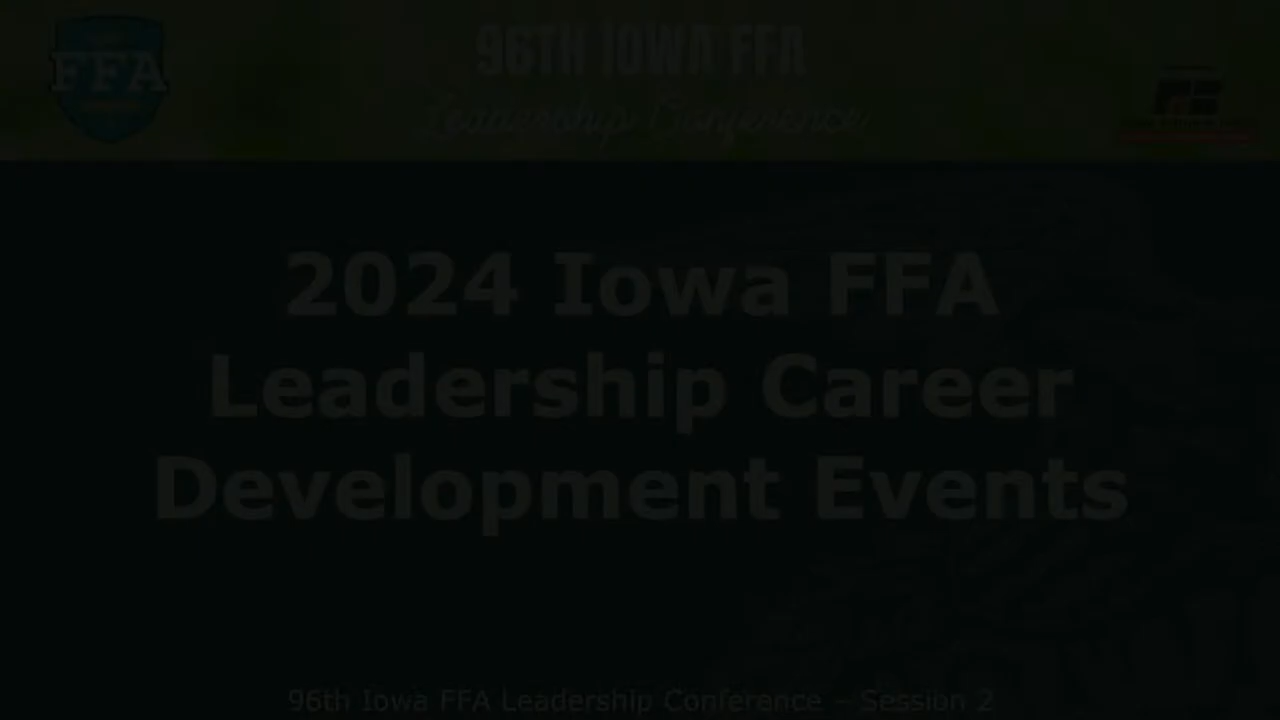 FFA
96TH IOWA FFA
Leadership Conference
2024 Iowa FFA
Leadership Career
Development Events
96th Iowa FFA Leadership Conference – Session 2